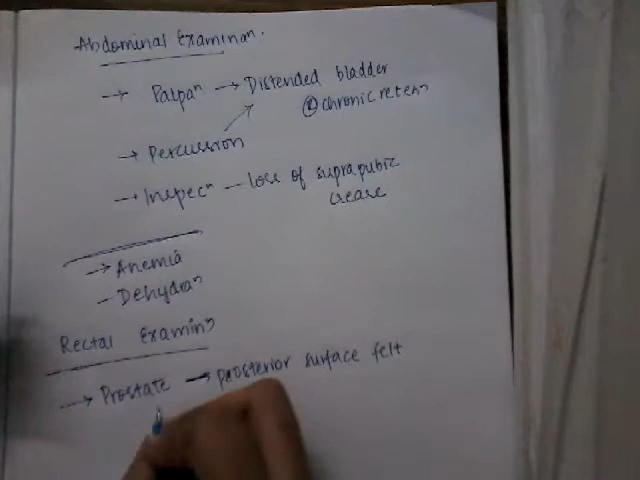 Abdominal Examinaⁿ.
→ Palpaⁿ → Distended bladder
@ chronic retenⁿ
→ Percussion
→ Inspecⁿ – loss of suprapubic
crease
→ Anemia
– Dehydraⁿ
Rectal Examinⁿ
→ Prostate → posterior surface felt